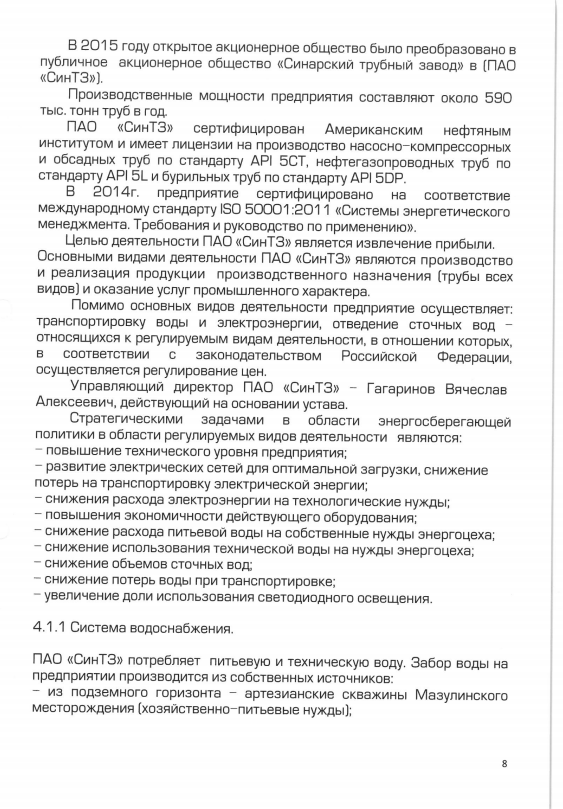 В 2015 году открытое акционерное общество было преобразовано в
публичное акционерное общество «Синарский трубный завод» в (ПАО
«СинТЗ»).
Производственные мощности предприятия составляют около 590
тыс. тонн труб в год.
ПАО «СинТЗ» сертифицирован Американским нефтяным
институтом и имеет лицензии на производство насосно-компрессорных
и обсадных труб по стандарту API 5CT, нефтегазопроводных труб по
стандарту API 5L и бурильных труб по стандарту API 5DP.
В 2014г. предприятие сертифицировано на соответствие
международному стандарту ISO 50001:2011 «Системы энергетического
менеджмента. Требования и руководство по применению».
Целью деятельности ПАО «СинТЗ» является извлечение прибыли.
Основными видами деятельности ПАО «СинТЗ» являются производство
и реализация продукции производственного назначения (трубы всех
видов) и оказание услуг промышленного характера.
Помимо основных видов деятельности предприятие осуществляет:
транспортировку воды и электроэнергии, отведение сточных вод –
относящихся к регулируемым видам деятельности, в отношении которых,
в соответствии с законодательством Российской Федерации,
осуществляется регулирование цен.
Управляющий директор ПАО «СинТЗ» – Гагаринов Вячеслав
Алексеевич, действующий на основании устава.
Стратегическими задачами в области энергосберегающей
политики в области регулируемых видов деятельности являются:
– повышение технического уровня предприятия;
– развитие электрических сетей для оптимальной загрузки, снижение
потерь на транспортировку электрической энергии;
– снижения расхода электроэнергии на технологические нужды;
– повышения экономичности действующего оборудования;
– снижение расхода питьевой воды на собственные нужды энергоцеха;
– снижение использования технической воды на нужды энергоцеха;
– снижение объемов сточных вод;
– снижение потерь воды при транспортировке;
– увеличение доли использования светодиодного освещения.
4.1.1 Система водоснабжения.
ПАО «СинТЗ» потребляет питьевую и техническую воду. Забор воды на
предприятии производится из собственных источников:
– из подземного горизонта – артезианские скважины Мазулинского
месторождения (хозяйственно-питьевые нужды);
8